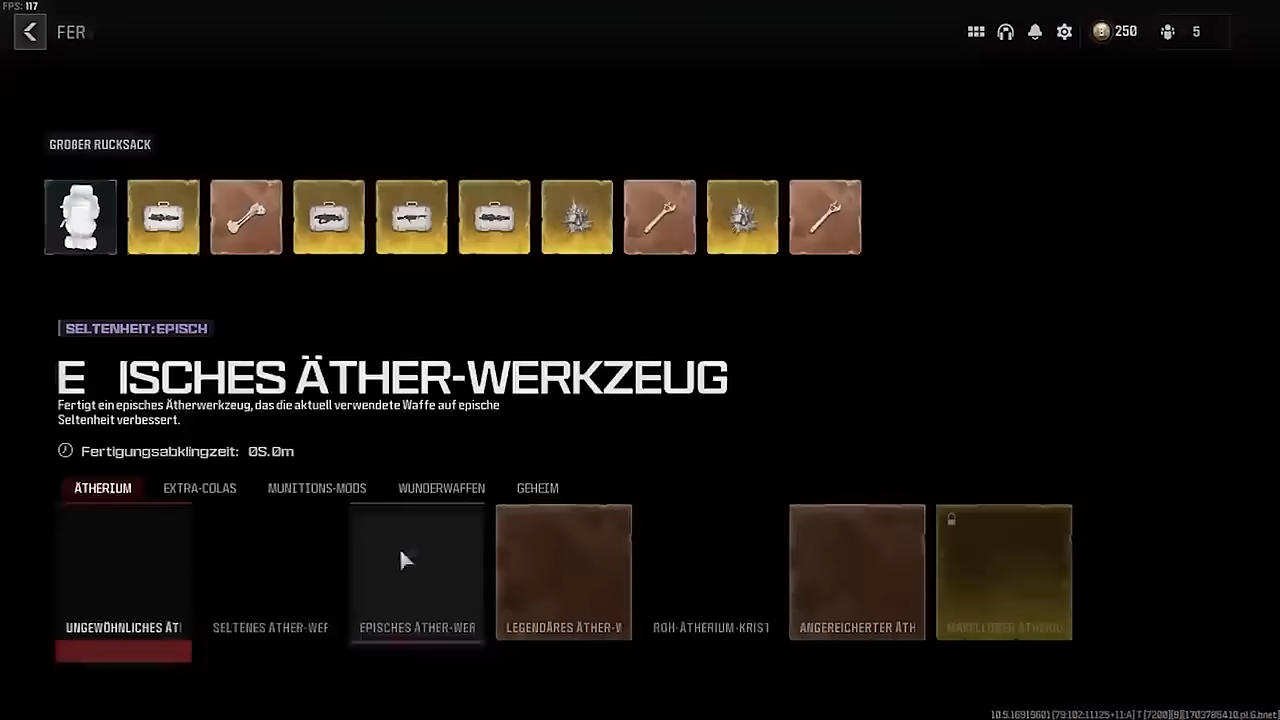 FPS: 117
FER
250
5
GROẞER RUCKSACK
SELTENHEIT: EPISCH
E ISCHES ÄTHER-WERKZEUG
Fertigt ein episches Ätherwerkzeug, das die aktuell verwendete Waffe auf epische
Seltenheit verbessert.
Fertigungsabklingzeit: 05.0m
ÄTHERIUM EXTRA-COLAS MUNITIONS-MODS WUNDERWAFFEN GEHEIM
UNGEWÖHNLICHES ÄT SELTENES ÄTHER-WER EPISCHES ÄTHER-WER LEGENDÄRES ÄTHER-W ROH-ÄTHERIUM-KRIST ANGEREICHERTER ÄTH